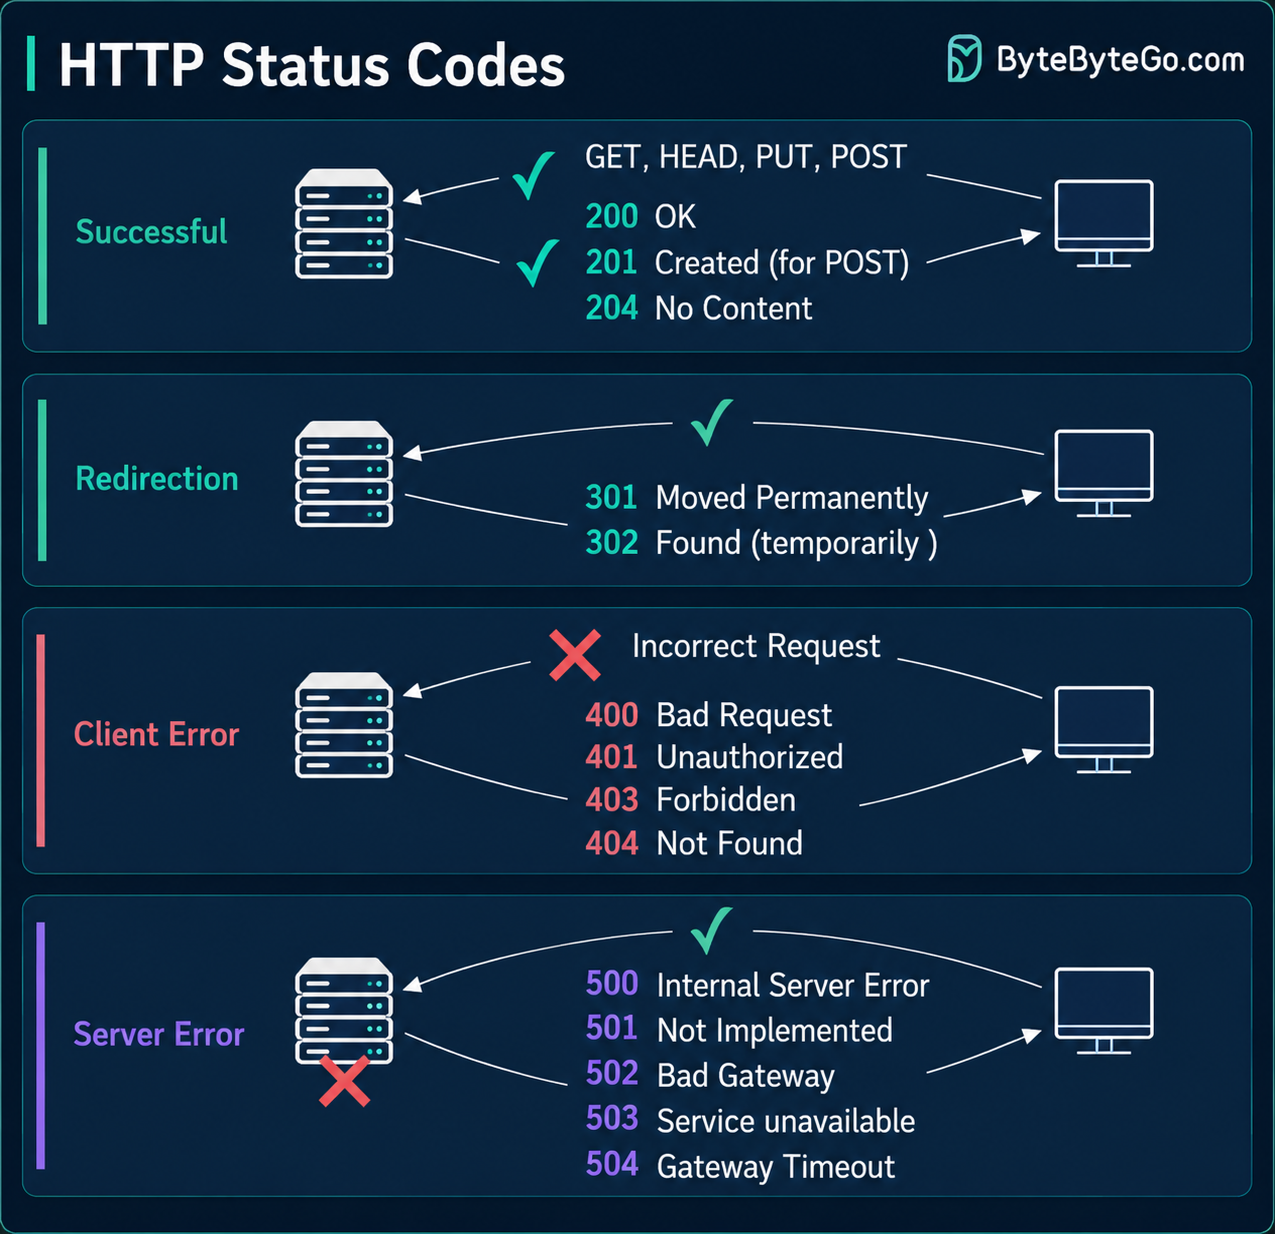 HTTP Status Codes
ByteByteGo.com
Successful
GET, HEAD, PUT, POST
200 OK
201 Created (for POST)
204 No Content
Redirection
301 Moved Permanently
302 Found (temporarily )
Client Error
Incorrect Request
400 Bad Request
401 Unauthorized
403 Forbidden
404 Not Found
Server Error
500 Internal Server Error
501 Not Implemented
502 Bad Gateway
503 Service unavailable
504 Gateway Timeout